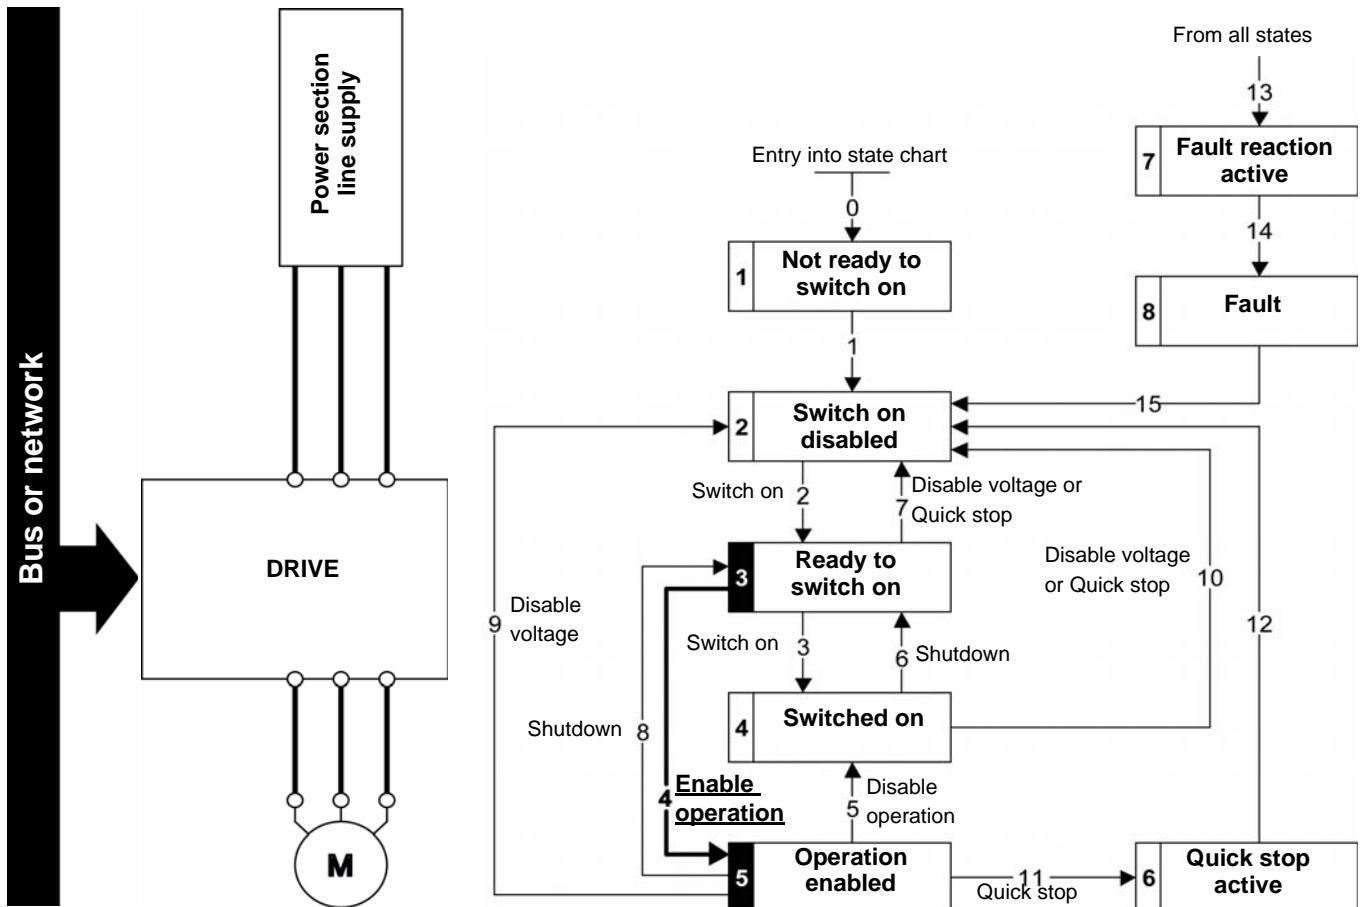 Bus or network
Power section
line supply
DRIVE
M
From all states
13
7
Fault reaction
active
14
8
Fault
15
Entry into state chart
0
1
Not ready to
switch on
1
2
Switch on
disabled
Switch on
2
7
Disable voltage or
Quick stop
3
Ready to
switch on
Disable voltage
or Quick stop
10
9
Disable
voltage
12
Switch on
3
6
Shutdown
4
Switched on
Shutdown
8
4
Enable
operation
5
Disable
operation
5
Operation
enabled
11
Quick stop
6
Quick stop
active